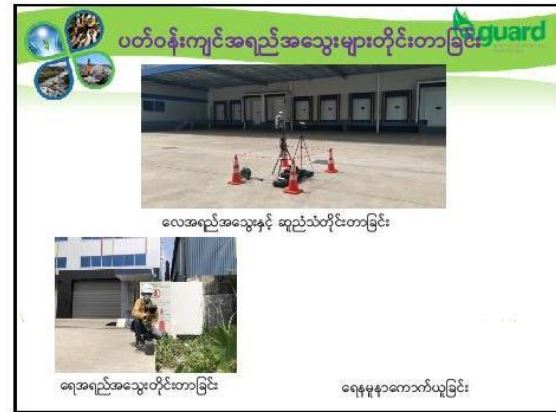 ပတ်ဝန်းကျင်အရည်အသွေးများတိုင်းတာခြင်း
guard
လေအရည်အသွေးနှင့် ဆူညံသံတိုင်းတာခြင်း
ရေအရည်အသွေးတိုင်းတာခြင်း
ရေနမူနာကောက်ယူခြင်း